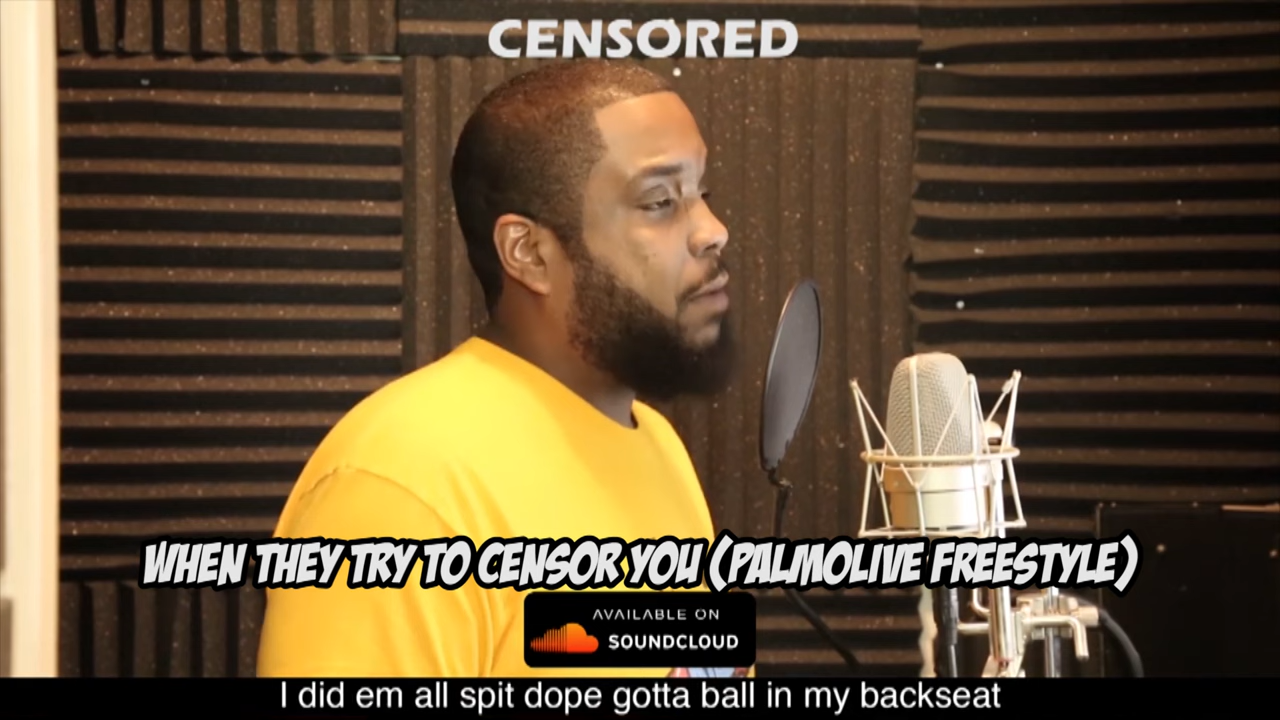 CENSORED
WHEN THEY TRY TO CENSOR YOU (PALMOLIVE FREESTYLE)
AVAILABLE ON
SOUNDCLOUD
I did em all spit dope gotta ball in my backseat